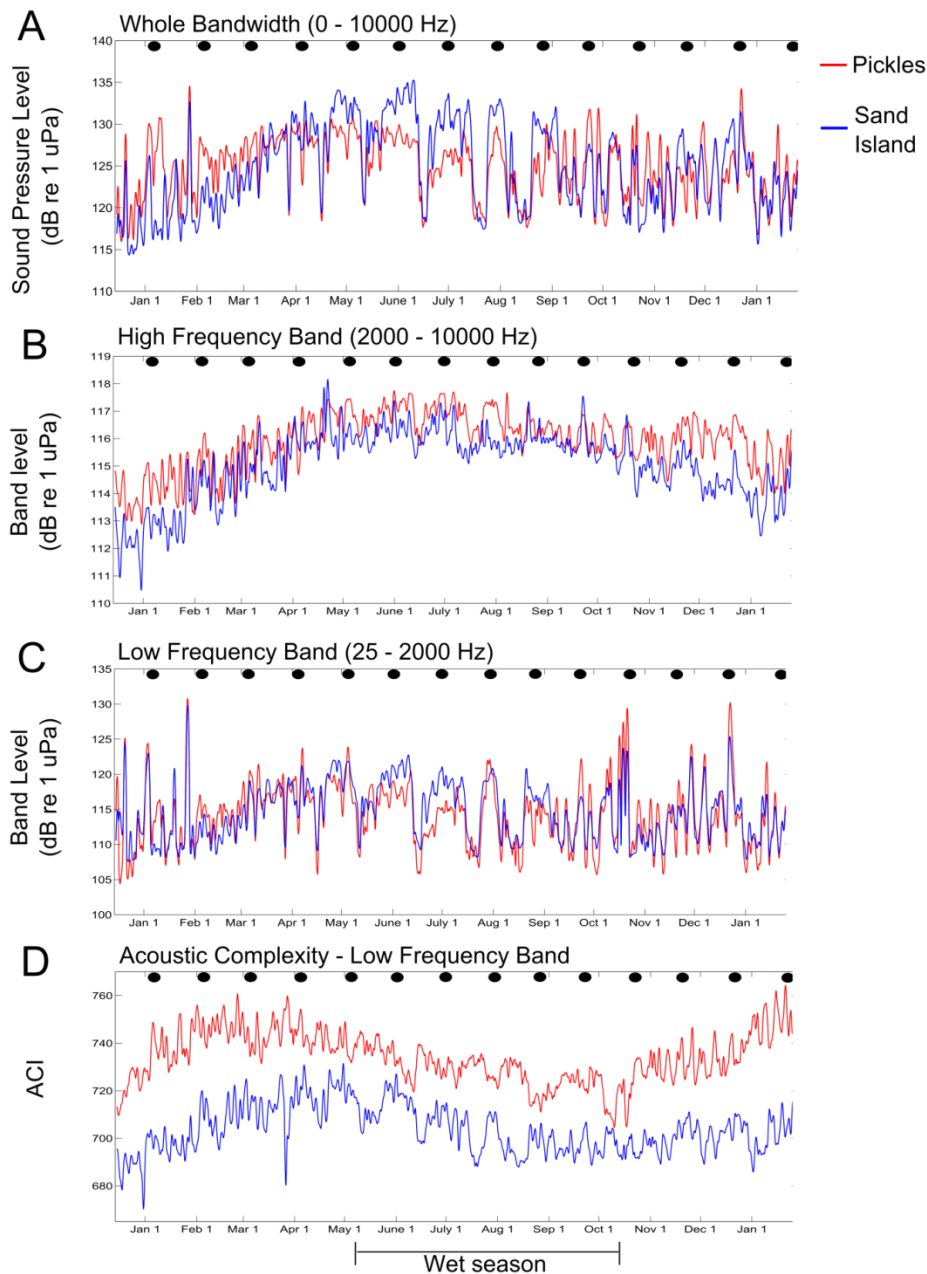 A
Whole Bandwidth (0 - 10000 Hz)
Sound Pressure Level
(dB re 1 uPa)
140
135
130
125
120
115
110
Jan 1 Feb 1 Mar 1 Apr 1 May 1 June 1 July 1 Aug 1 Sep 1 Oct 1 Nov 1 Dec 1 Jan 1
Pickles
Sand
Island
B
High Frequency Band (2000 - 10000 Hz)
Band level
(dB re 1 uPa)
119
118
117
116
115
114
113
112
111
110
Jan 1 Feb 1 Mar 1 Apr 1 May 1 June 1 July 1 Aug 1 Sep 1 Oct 1 Nov 1 Dec 1 Jan 1
C
Low Frequency Band (25 - 2000 Hz)
Band Level
(dB re 1 uPa)
135
130
125
120
115
110
105
100
Jan 1 Feb 1 Mar 1 Apr 1 May 1 June 1 July 1 Aug 1 Sep 1 Oct 1 Nov 1 Dec 1 Jan 1
D
Acoustic Complexity - Low Frequency Band
ACI
760
740
720
700
680
Jan 1 Feb 1 Mar 1 Apr 1 May 1 June 1 July 1 Aug 1 Sep 1 Oct 1 Nov 1 Dec 1 Jan 1
Wet season